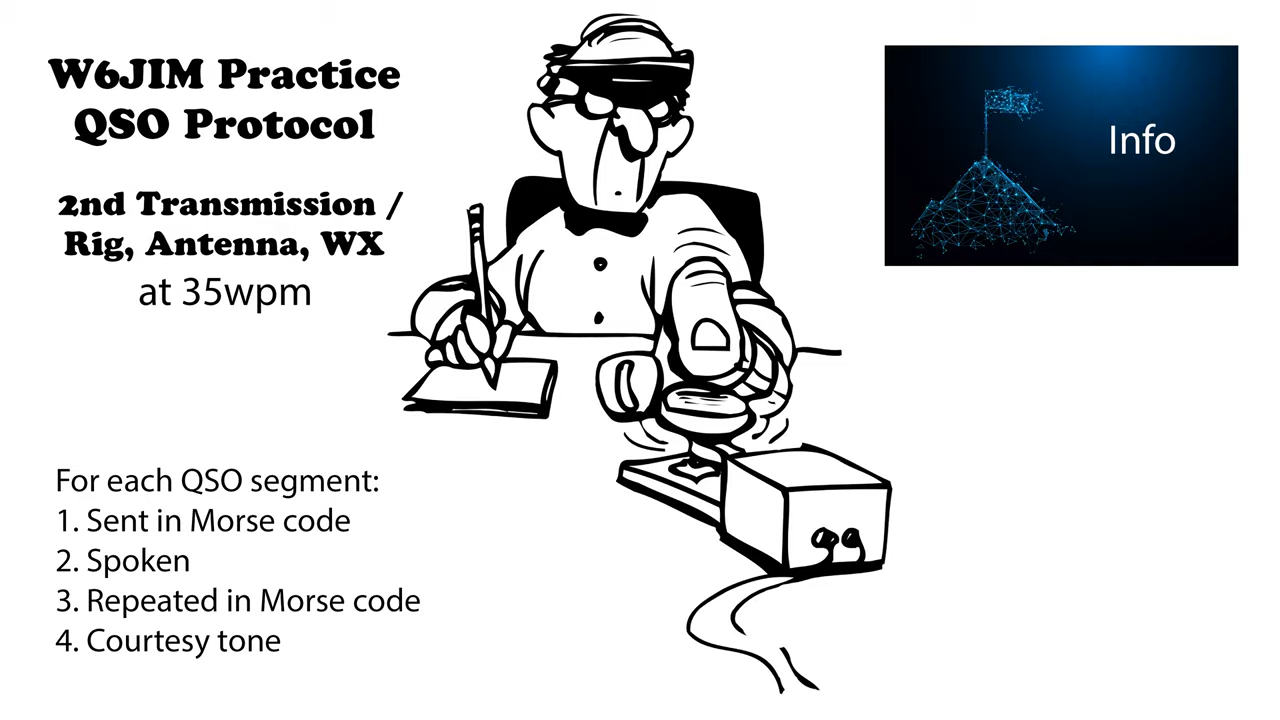 W6JIM Practice
QSO Protocol
2nd Transmission /
Rig, Antenna, WX
at 35wpm
Info
For each QSO segment:
1. Sent in Morse code
2. Spoken
3. Repeated in Morse code
4. Courtesy tone